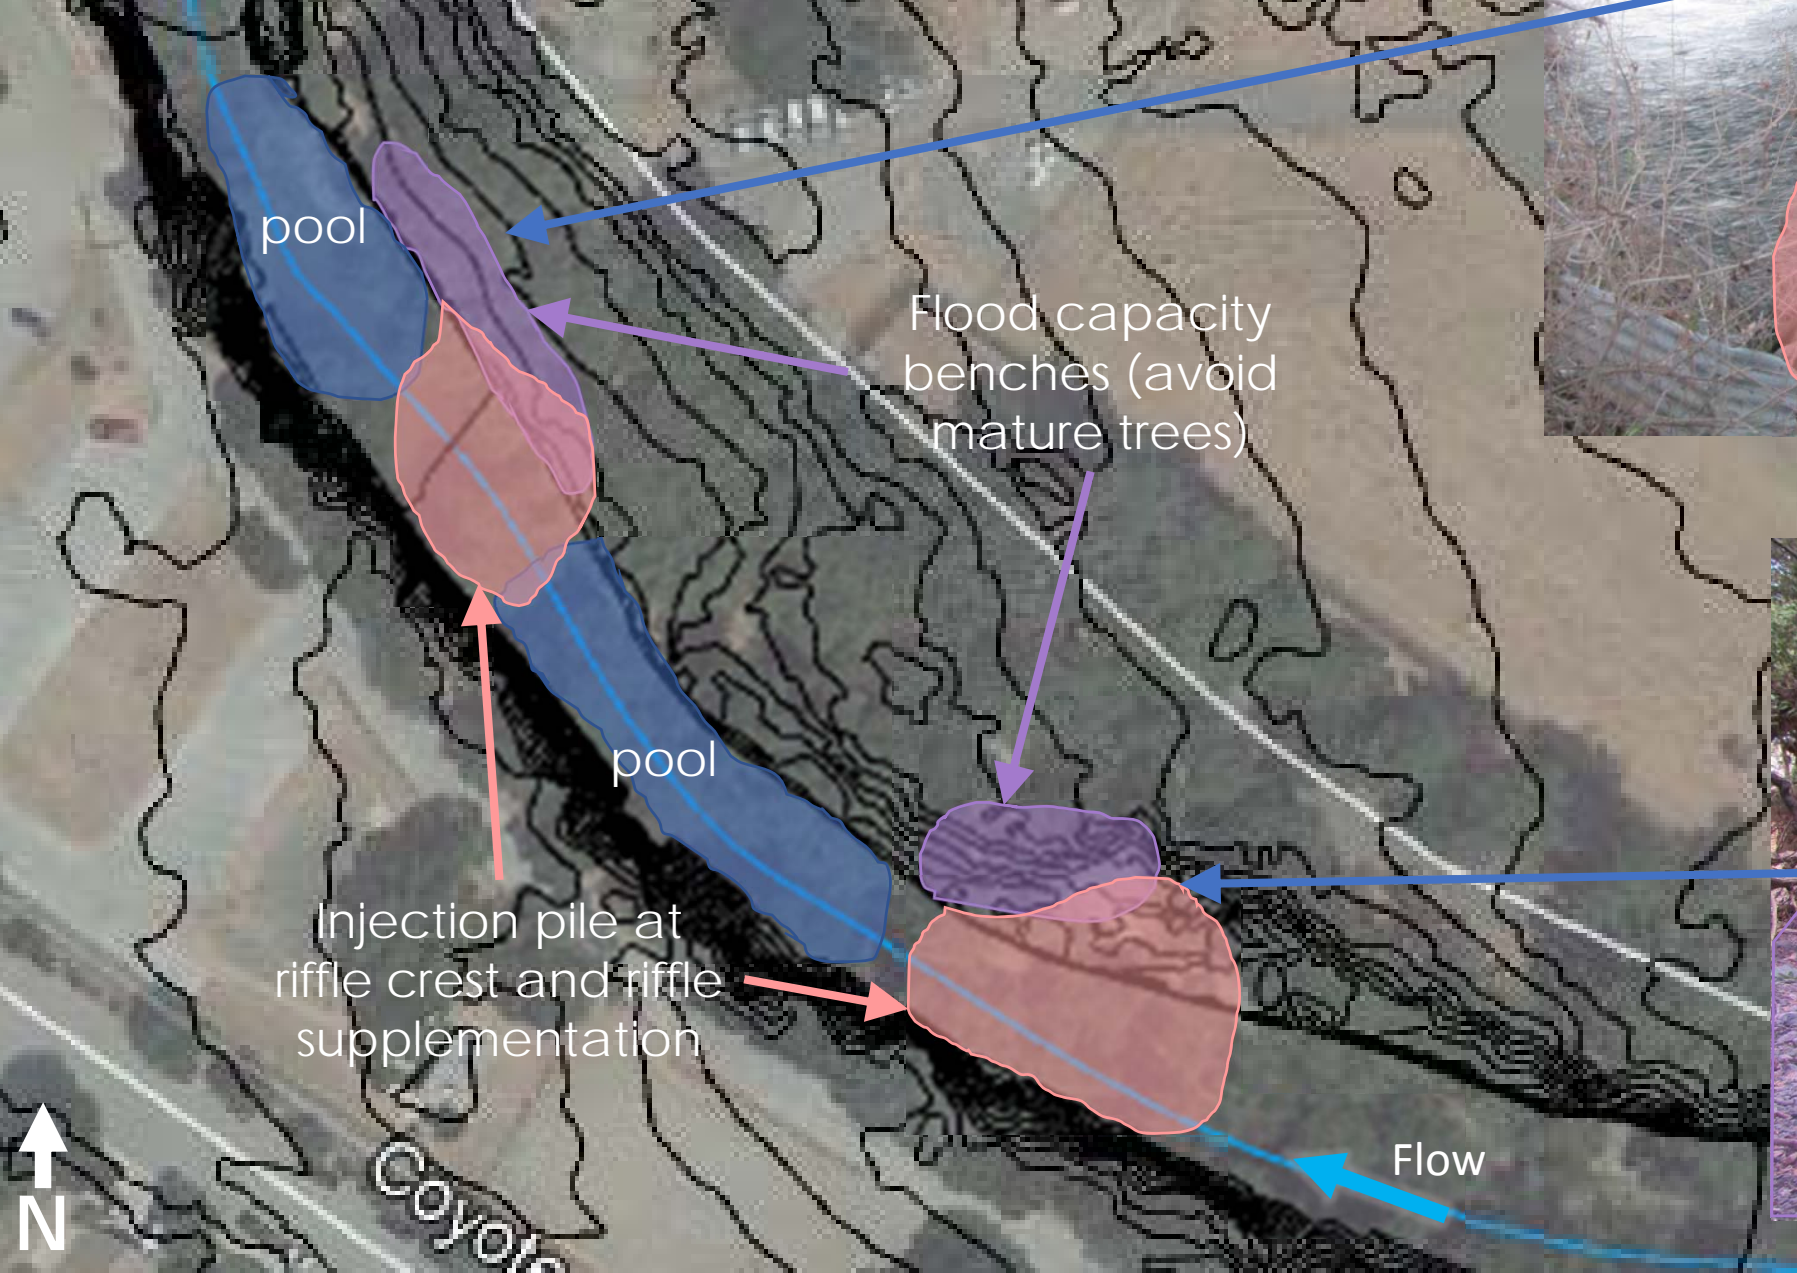 pool
Flood capacity
benches (avoid
mature trees)
pool
Injection pile at
riffle crest and riffle
supplementation
Flow
N
Coyote